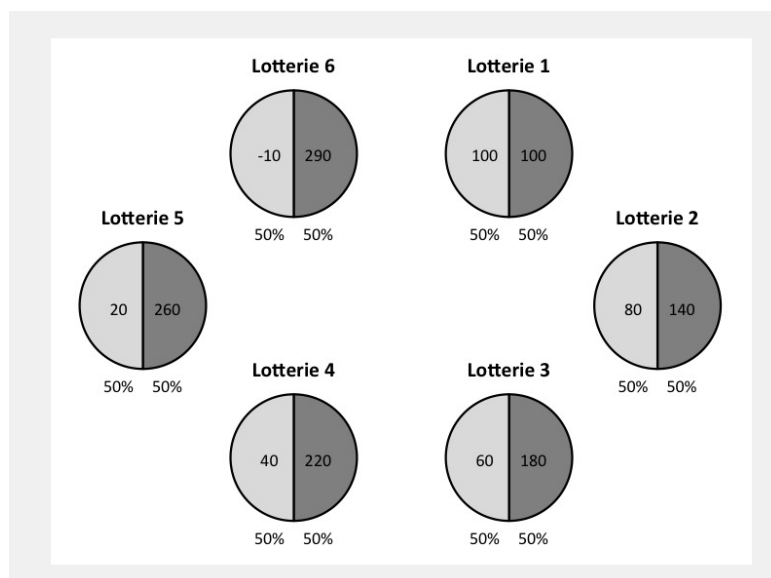 Lotterie 6
-10 290
50% 50%
Lotterie 1
100 100
50% 50%
Lotterie 5
20 260
50% 50%
Lotterie 2
80 140
50% 50%
Lotterie 4
40 220
50% 50%
Lotterie 3
60 180
50% 50%